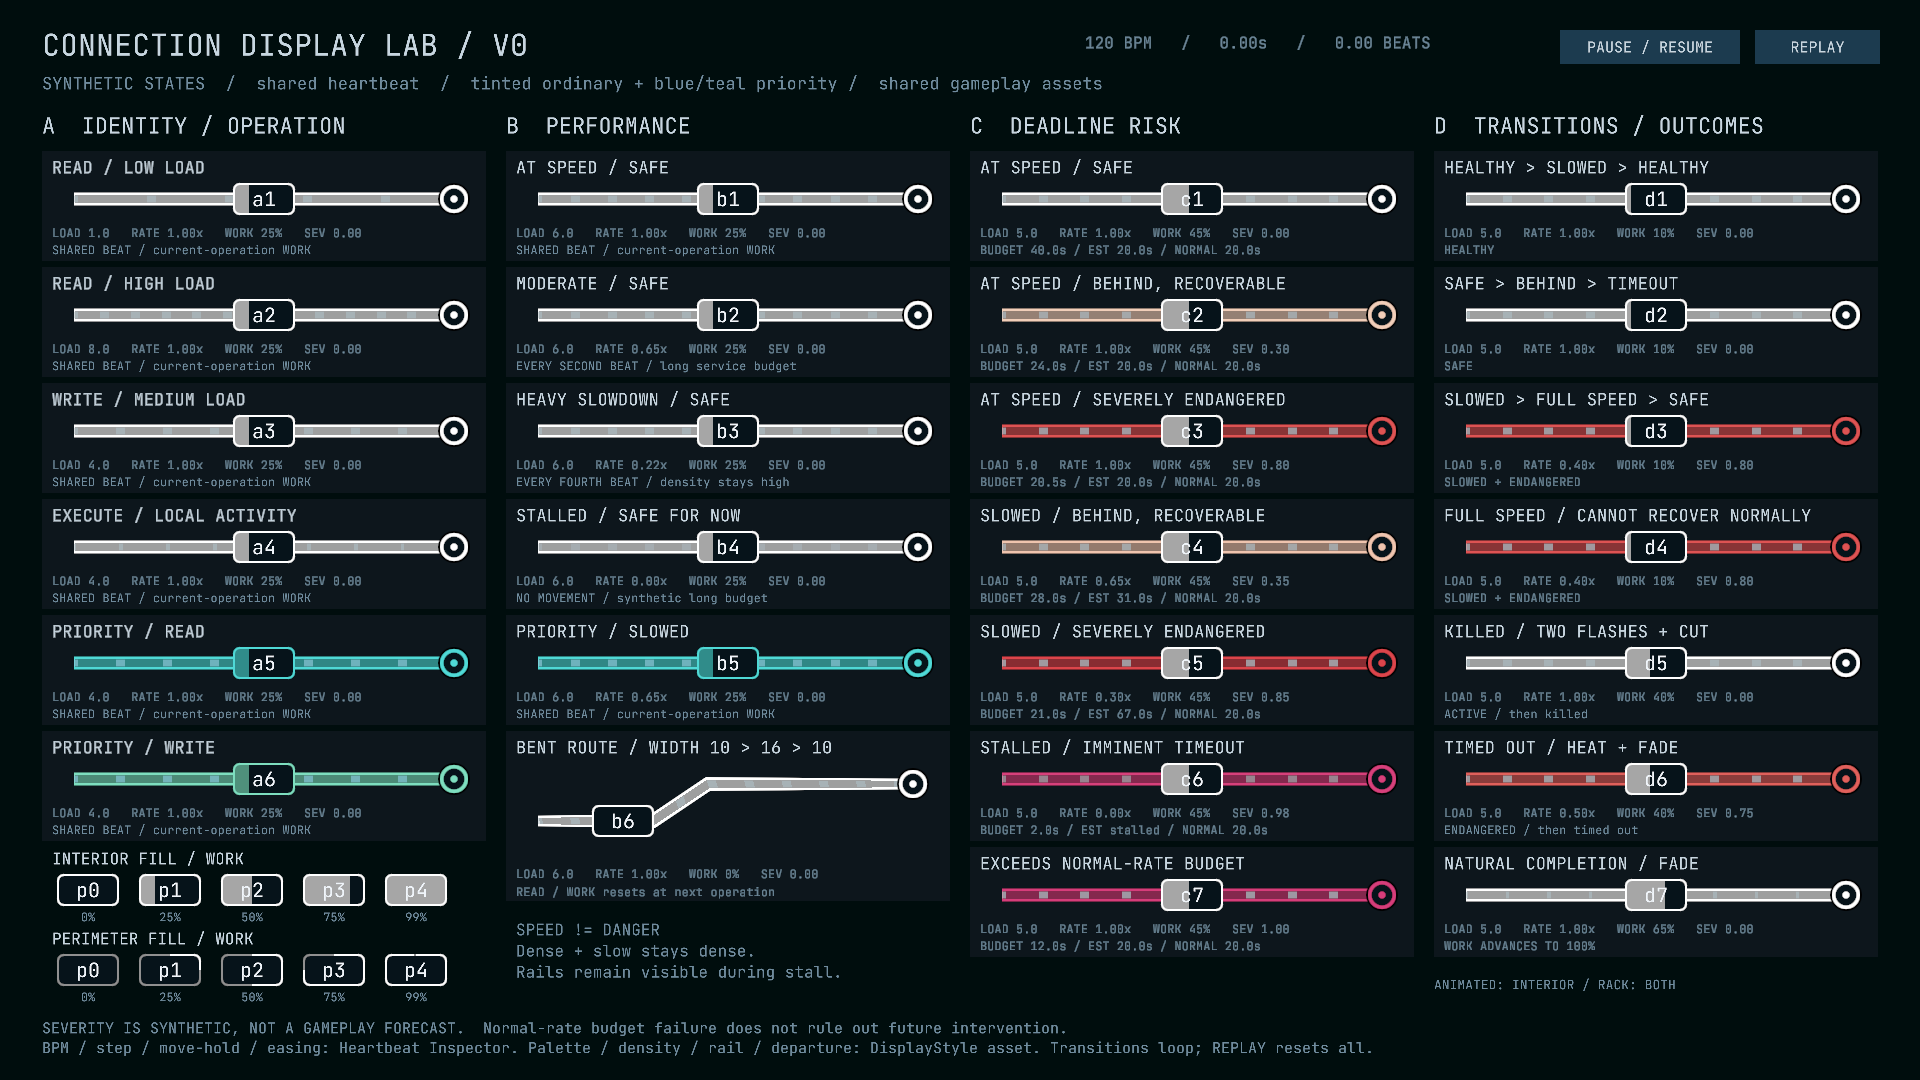 CONNECTION DISPLAY LAB / V0
120 BPM / 0.00s / 0.00 BEATS
PAUSE / RESUME
REPLAY
SYNTHETIC STATES / shared heartbeat / tinted ordinary + blue/teal priority / shared gameplay assets
A IDENTITY / OPERATION
READ / LOW LOAD
a1
LOAD 1.0 RATE 1.00x WORK 25% SEV 0.00
SHARED BEAT / current-operation WORK
READ / HIGH LOAD
a2
LOAD 8.0 RATE 1.00x WORK 25% SEV 0.00
SHARED BEAT / current-operation WORK
WRITE / MEDIUM LOAD
a3
LOAD 4.0 RATE 1.00x WORK 25% SEV 0.00
SHARED BEAT / current-operation WORK
EXECUTE / LOCAL ACTIVITY
a4
LOAD 4.0 RATE 1.00x WORK 25% SEV 0.00
SHARED BEAT / current-operation WORK
PRIORITY / READ
a5
LOAD 4.0 RATE 1.00x WORK 25% SEV 0.00
SHARED BEAT / current-operation WORK
PRIORITY / WRITE
a6
LOAD 4.0 RATE 1.00x WORK 25% SEV 0.00
SHARED BEAT / current-operation WORK
INTERIOR FILL / WORK
p0 p1 p2 p3 p4
0% 25% 50% 75% 99%
PERIMETER FILL / WORK
p0 p1 p2 p3 p4
0% 25% 50% 75% 99%
B PERFORMANCE
AT SPEED / SAFE
b1
LOAD 6.0 RATE 1.00x WORK 25% SEV 0.00
SHARED BEAT / current-operation WORK
MODERATE / SAFE
b2
LOAD 6.0 RATE 0.65x WORK 25% SEV 0.00
EVERY SECOND BEAT / long service budget
HEAVY SLOWDOWN / SAFE
b3
LOAD 6.0 RATE 0.22x WORK 25% SEV 0.00
EVERY FOURTH BEAT / density stays high
STALLED / SAFE FOR NOW
b4
LOAD 6.0 RATE 0.00x WORK 25% SEV 0.00
NO MOVEMENT / synthetic long budget
PRIORITY / SLOWED
b5
LOAD 6.0 RATE 0.65x WORK 25% SEV 0.00
SHARED BEAT / current-operation WORK
BENT ROUTE / WIDTH 10 > 16 > 10
b6
LOAD 6.0 RATE 1.00x WORK 0% SEV 0.00
READ / WORK resets at next operation
SPEED != DANGER
Dense + slow stays dense.
Rails remain visible during stall.
C DEADLINE RISK
AT SPEED / SAFE
c1
LOAD 5.0 RATE 1.00x WORK 45% SEV 0.00
BUDGET 40.0s / EST 20.0s / NORMAL 20.0s
AT SPEED / BEHIND, RECOVERABLE
c2
LOAD 5.0 RATE 1.00x WORK 45% SEV 0.30
BUDGET 24.0s / EST 20.0s / NORMAL 20.0s
AT SPEED / SEVERELY ENDANGERED
c3
LOAD 5.0 RATE 1.00x WORK 45% SEV 0.80
BUDGET 20.5s / EST 20.0s / NORMAL 20.0s
SLOWED / BEHIND, RECOVERABLE
c4
LOAD 5.0 RATE 0.65x WORK 45% SEV 0.35
BUDGET 28.0s / EST 31.0s / NORMAL 20.0s
SLOWED / SEVERELY ENDANGERED
c5
LOAD 5.0 RATE 0.30x WORK 45% SEV 0.85
BUDGET 21.0s / EST 67.0s / NORMAL 20.0s
STALLED / IMMINENT TIMEOUT
c6
LOAD 5.0 RATE 0.00x WORK 45% SEV 0.98
BUDGET 2.0s / EST stalled / NORMAL 20.0s
EXCEEDS NORMAL-RATE BUDGET
c7
LOAD 5.0 RATE 1.00x WORK 45% SEV 1.00
BUDGET 12.0s / EST 20.0s / NORMAL 20.0s
D TRANSITIONS / OUTCOMES
HEALTHY > SLOWED > HEALTHY
d1
LOAD 5.0 RATE 1.00x WORK 10% SEV 0.00
HEALTHY
SAFE > BEHIND > TIMEOUT
d2
LOAD 5.0 RATE 1.00x WORK 10% SEV 0.00
SAFE
SLOWED > FULL SPEED > SAFE
d3
LOAD 5.0 RATE 0.40x WORK 10% SEV 0.80
SLOWED + ENDANGERED
FULL SPEED / CANNOT RECOVER NORMALLY
d4
LOAD 5.0 RATE 0.40x WORK 10% SEV 0.80
SLOWED + ENDANGERED
KILLED / TWO FLASHES + CUT
d5
LOAD 5.0 RATE 1.00x WORK 40% SEV 0.00
ACTIVE / then killed
TIMED OUT / HEAT + FADE
d6
LOAD 5.0 RATE 0.50x WORK 40% SEV 0.75
ENDANGERED / then timed out
NATURAL COMPLETION / FADE
d7
LOAD 5.0 RATE 1.00x WORK 65% SEV 0.00
WORK ADVANCES TO 100%
ANIMATED: INTERIOR / RACK: BOTH
SEVERITY IS SYNTHETIC, NOT A GAMEPLAY FORECAST. Normal-rate budget failure does not rule out future intervention.
BPM / step / move-hold / easing: Heartbeat Inspector. Palette / density / rail / departure: DisplayStyle asset. Transitions loop; REPLAY resets all.